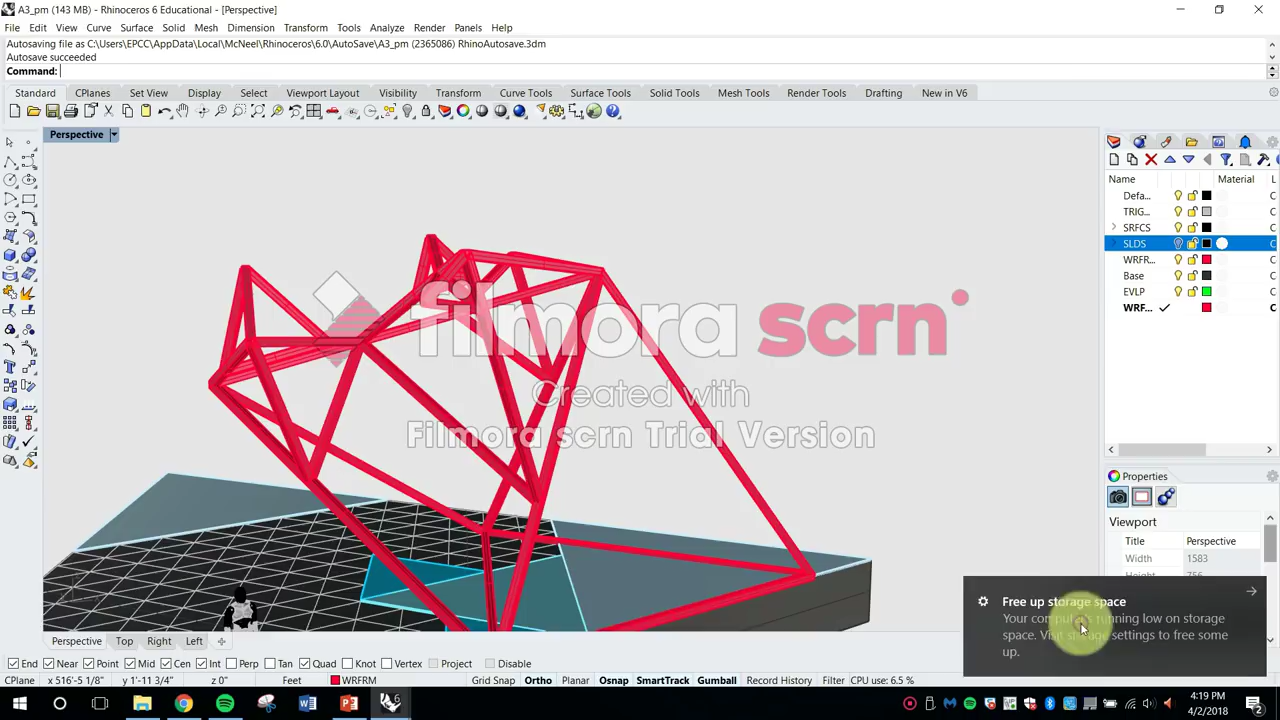 A3_pm (143 MB) - Rhinoceros 6 Educational - [Perspective]
File Edit View Curve Surface Solid Mesh Dimension Transform Tools Analyze Render Panels Help
Autosaving file as C:\Users\EPCC\AppData\Local\McNeel\Rhinoceros\6.0\AutoSave\A3_pm (2365086) RhinoAutosave.3dm
Autosave succeeded
Command:
Standard CPlanes Set View Display Select Viewport Layout Visibility Transform Curve Tools Surface Tools Solid Tools Mesh Tools Render Tools Drafting New in V6
Perspective
Name Material L
Defa... C
TRIG... C
SRFCS C
SLDS C
WRFR... C
Base C
EVLP C
WRF... C
filmora scrn
Created with
Filmora scrn Trial Version
Properties
Viewport
Title Perspective
Width 1583
Height 756
Free up storage space
Your computer is running low on storage
space. Visit storage settings to free some
up.
Perspective Top Right Left
End Near Point Mid Cen Int Perp Tan Quad Knot Vertex Project Disable
CPlane x 516'-5 1/8" y 1'-11 3/4" z 0" Feet WRFRM Grid Snap Ortho Planar Osnap SmartTrack Gumball Record History Filter CPU use: 6.5 %
4:19 PM
4/2/2018
2